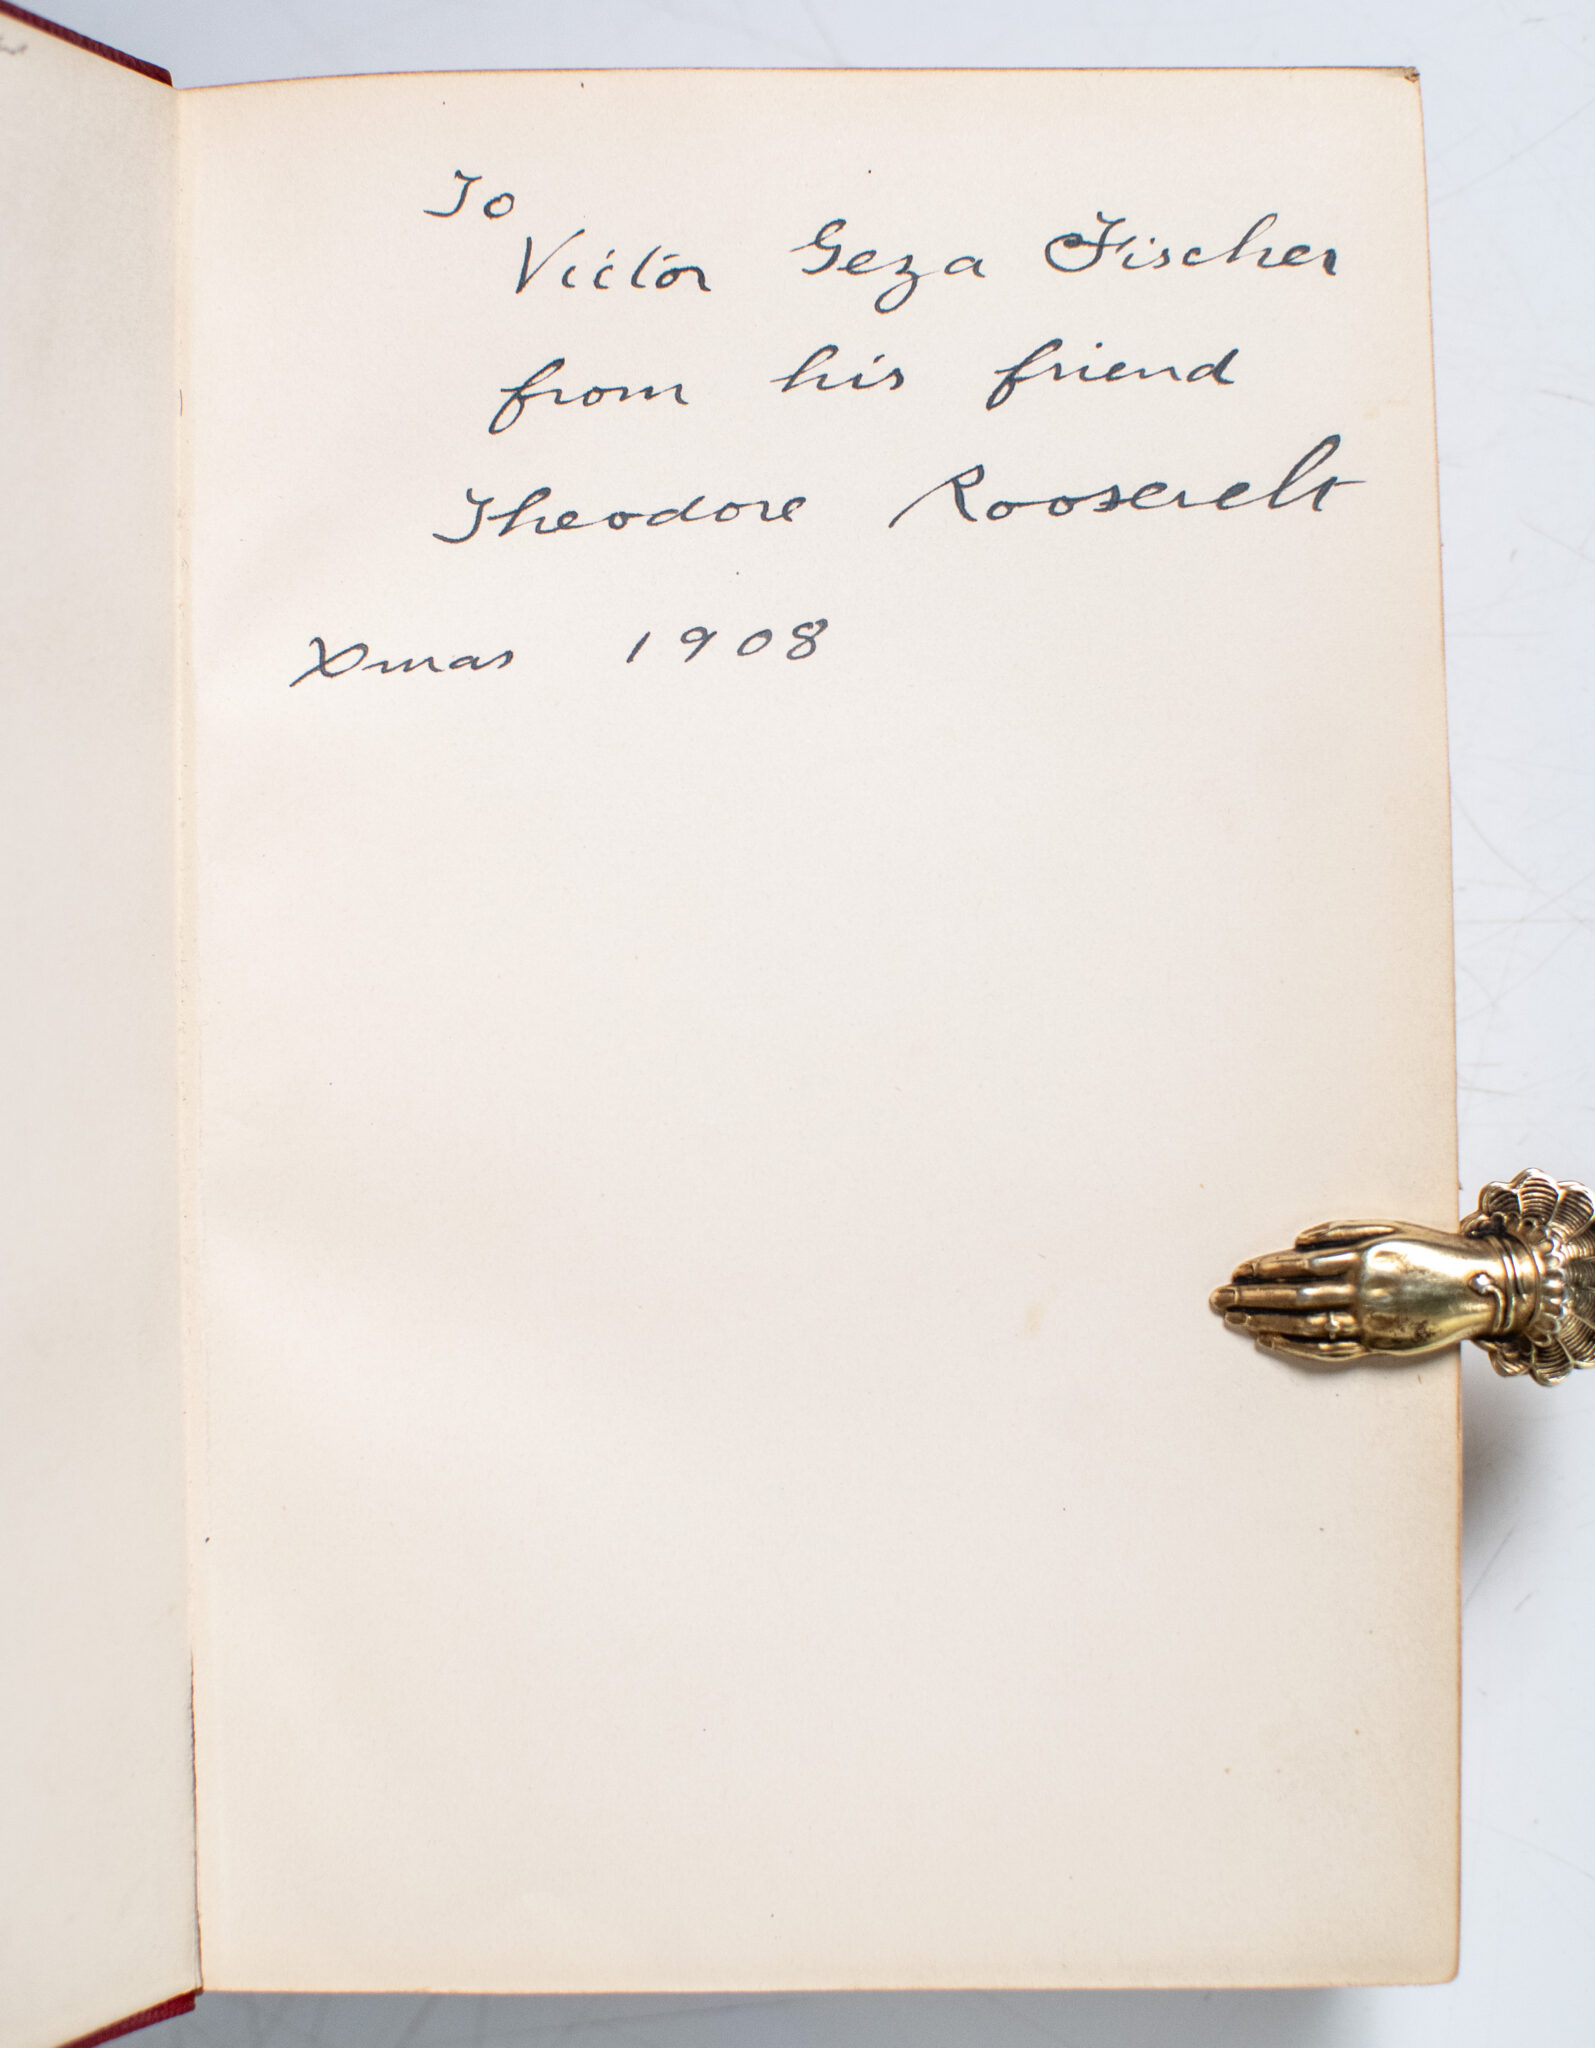 To
Victor Geza Fischer
from his friend
Theodore Roosevelt
Xmas 1908